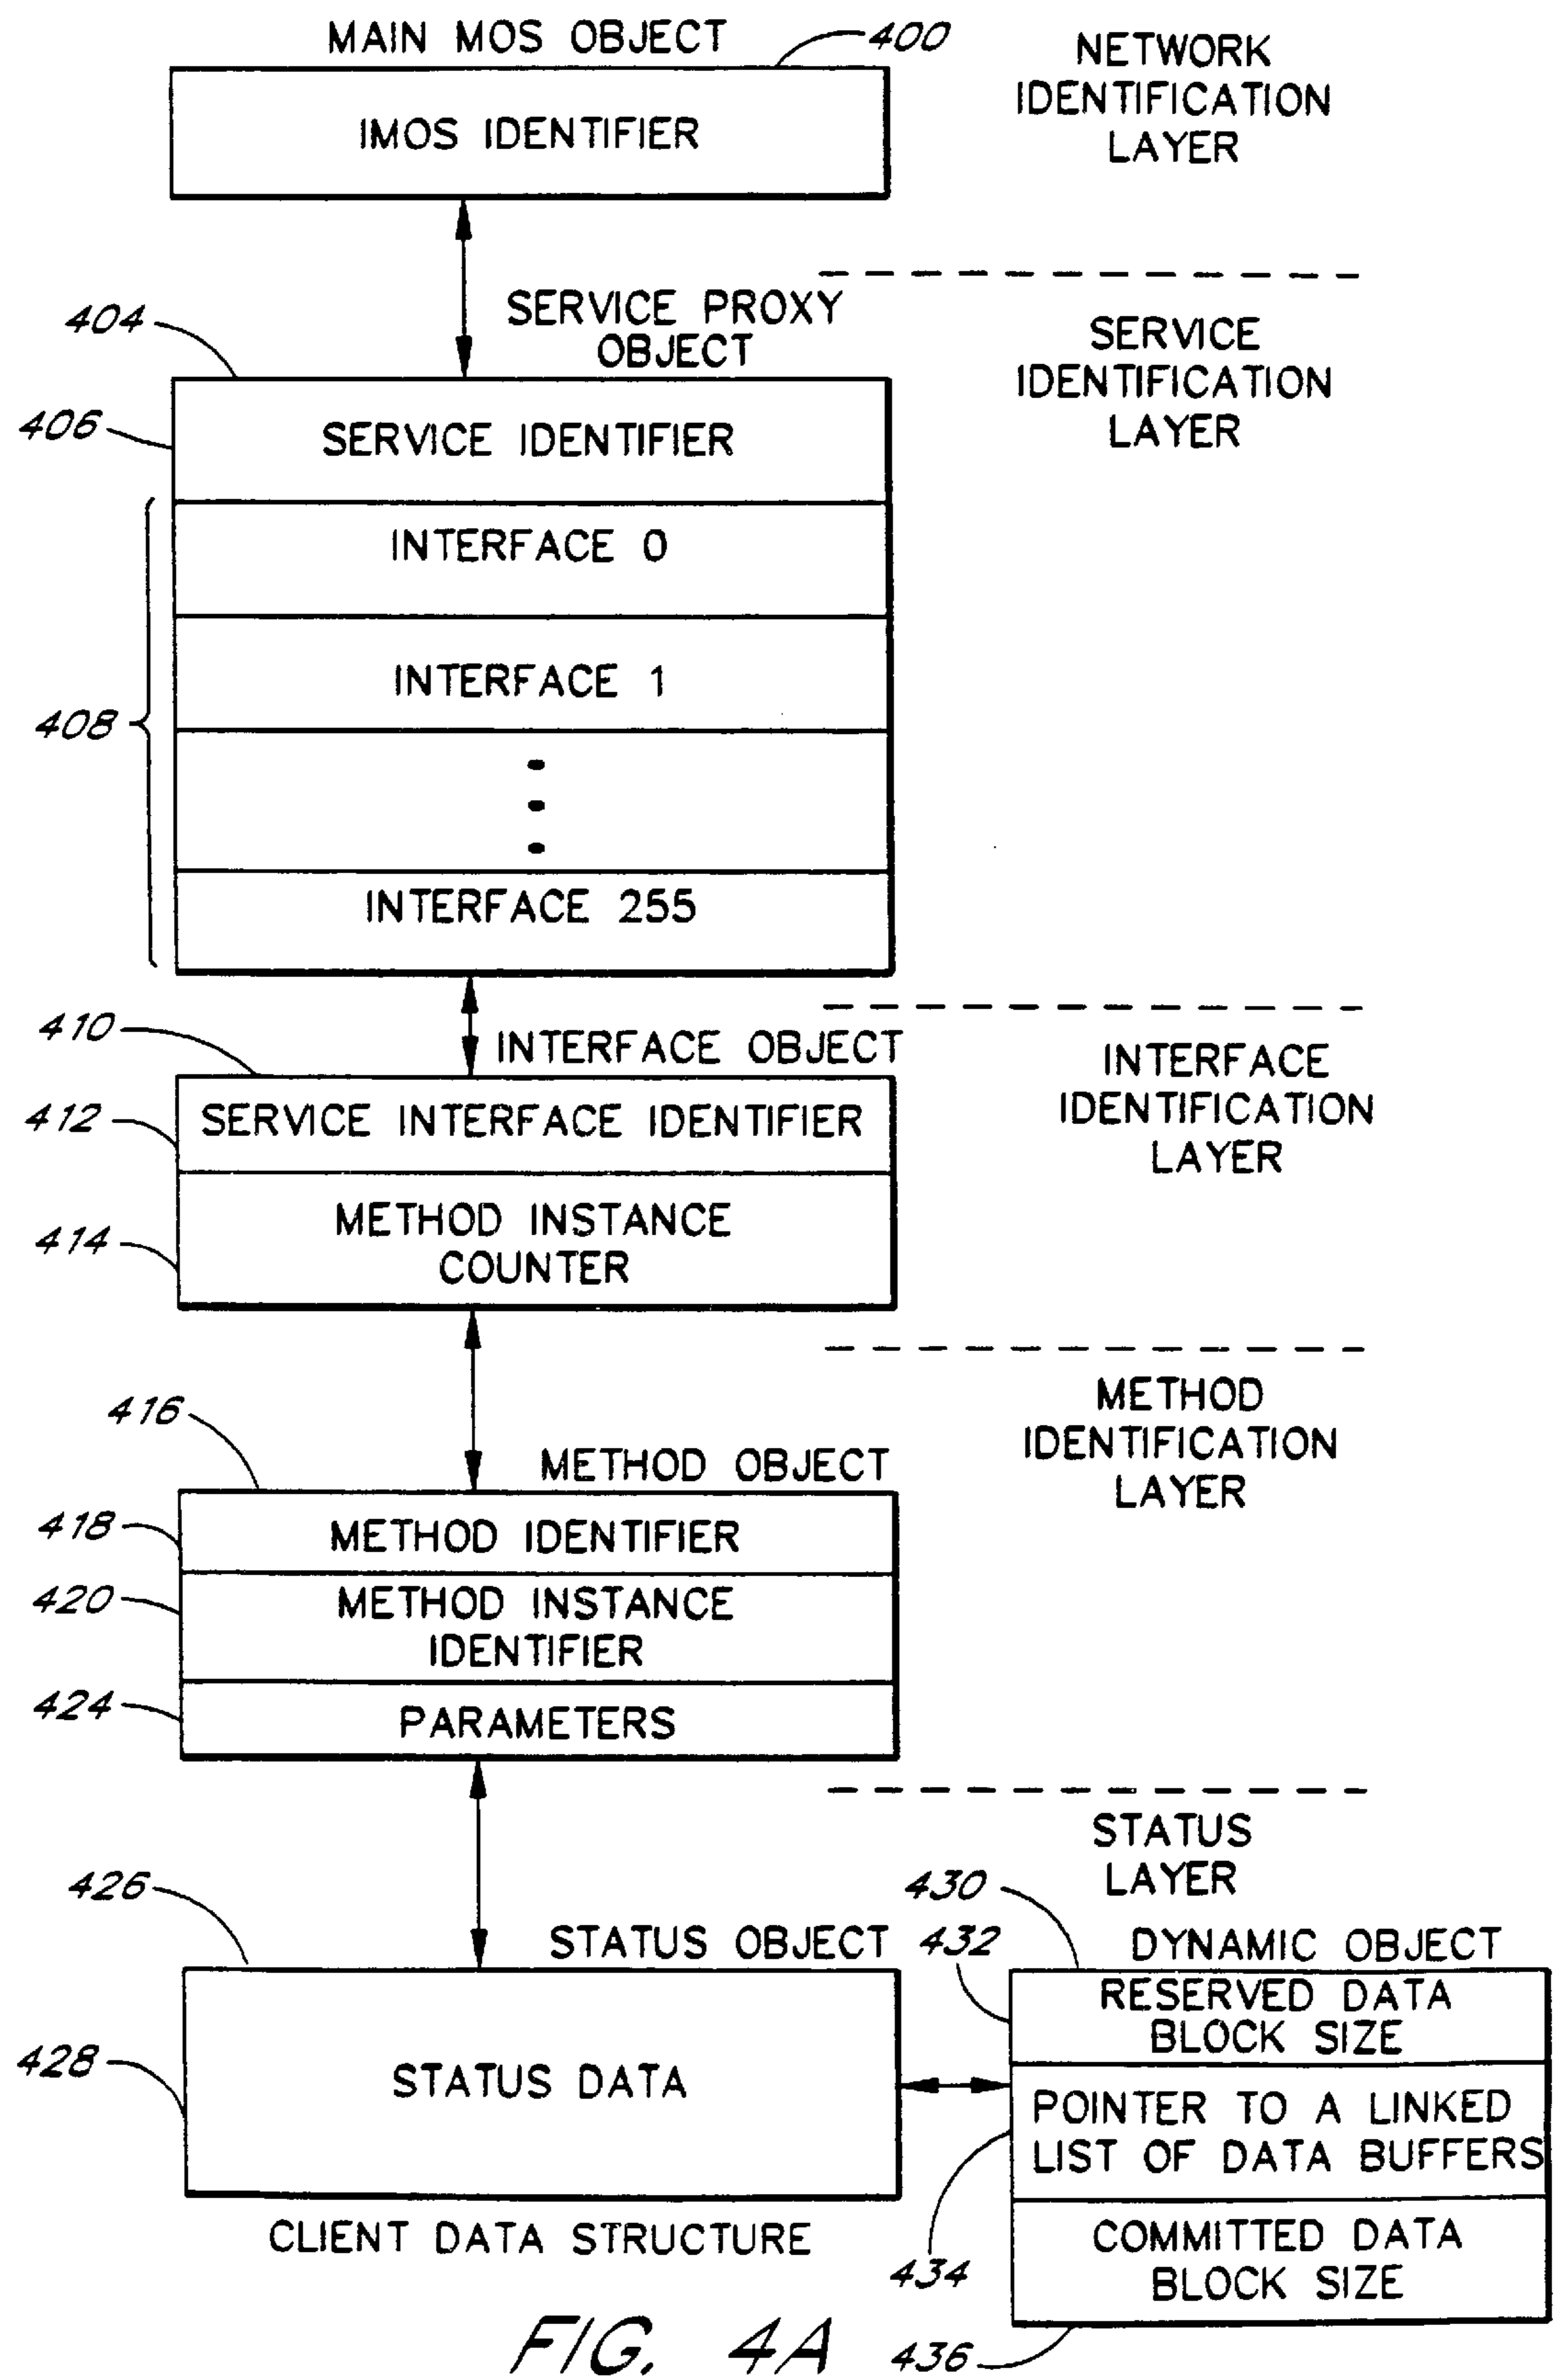 MAIN MOS OBJECT
400
NETWORK
IDENTIFICATION
LAYER
IMOS IDENTIFIER
404
SERVICE PROXY
OBJECT
SERVICE
IDENTIFICATION
LAYER
406
SERVICE IDENTIFIER
INTERFACE 0
INTERFACE 1
408
INTERFACE 255
410
INTERFACE OBJECT
INTERFACE
IDENTIFICATION
LAYER
412
SERVICE INTERFACE IDENTIFIER
414
METHOD INSTANCE
COUNTER
METHOD
IDENTIFICATION
LAYER
416
METHOD OBJECT
418
METHOD IDENTIFIER
420
METHOD INSTANCE
IDENTIFIER
424
PARAMETERS
STATUS
LAYER
426
STATUS OBJECT
430
432
DYNAMIC OBJECT
RESERVED DATA
BLOCK SIZE
428
STATUS DATA
POINTER TO A LINKED
LIST OF DATA BUFFERS
434
COMMITTED DATA
BLOCK SIZE
436
CLIENT DATA STRUCTURE
FIG. 4A